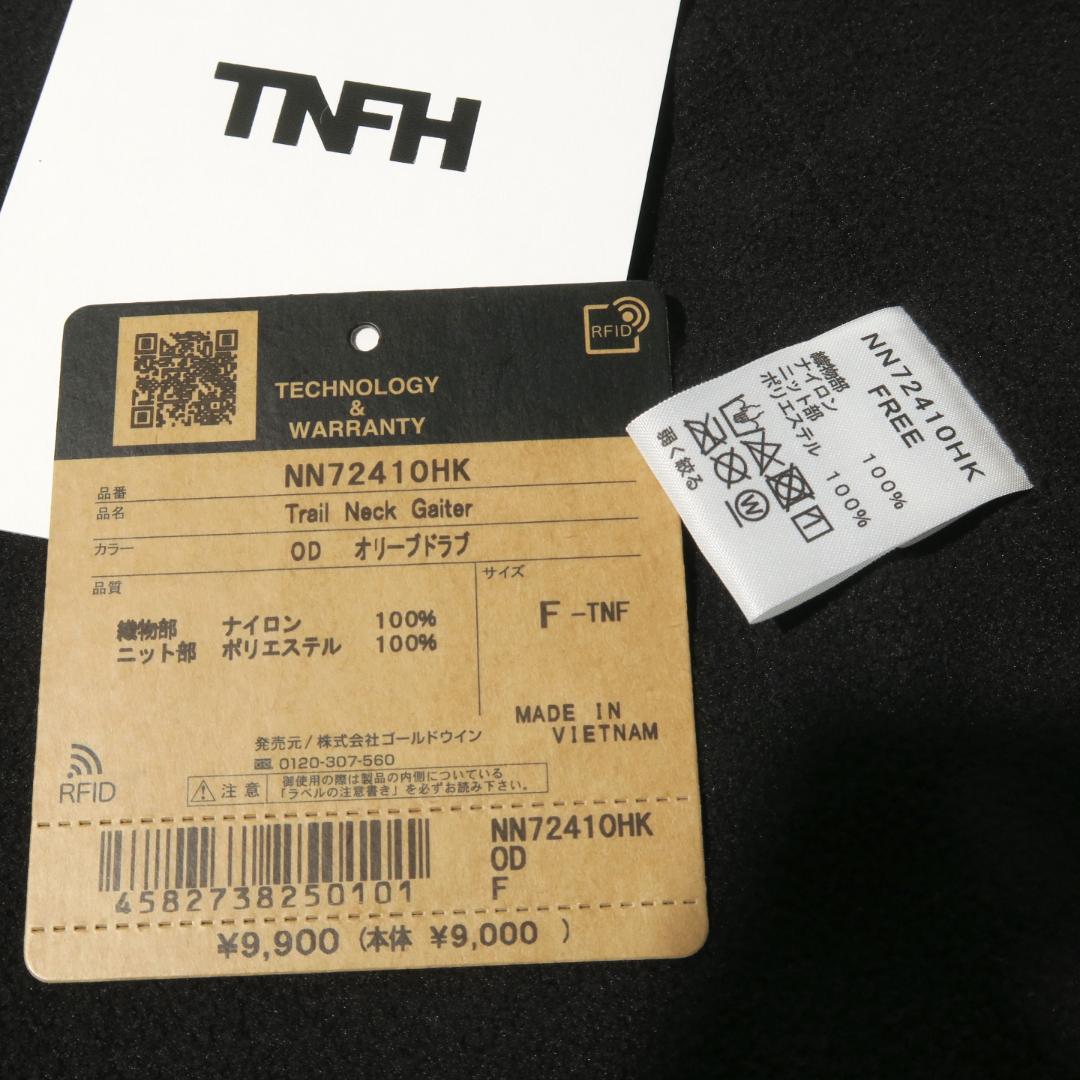 TNFH
RFID
TECHNOLOGY
&
WARRANTY
品番 NN72410HK
品名 Trail Neck Gaiter
カラー OD オリーブドラブ
品質
サイズ
織物部 ナイロン 100%
ニット部 ポリエステル 100%
F -TNF
MADE IN
VIETNAM
発売元/株式会社ゴールドウイン
0120-307-560
RFID
注意
御使用の際は製品の内側についている
「ラベルの注意書き」を必ずお読み下さい。
4582738250101
NN72410HK
OD
F
¥9,900 (本体 ¥9,000 )
NN72410HK
FREE
織物部
ナイロン 100%
ニット部
ポリエステル 100%
W
弱く絞る